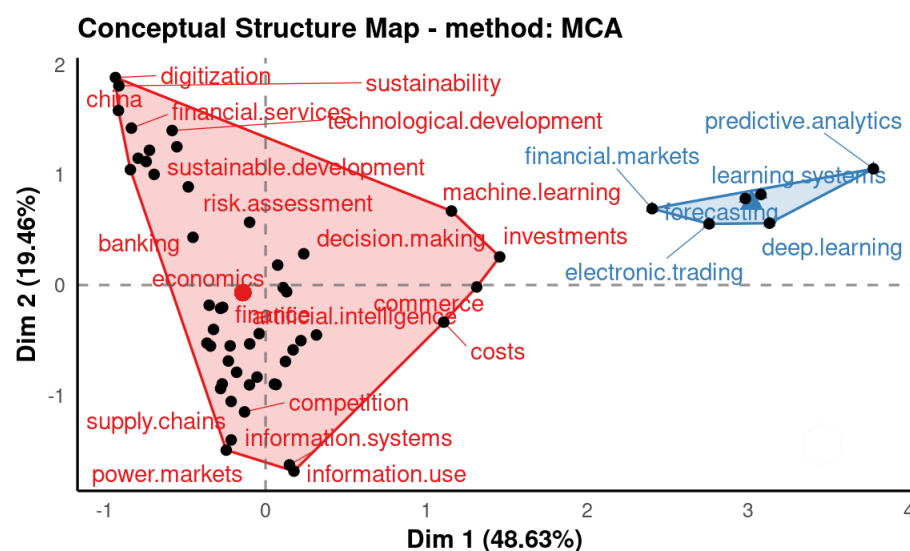 Conceptual Structure Map - method: MCA
2
digitization
sustainability
china
financial.services
technological.development
predictive.analytics
financial.markets
1
sustainable.development
learning.systems
risk.assessment
machine.learning
forecasting
banking
decision.making
investments
deep.learning
electronic.trading
economics
0
commerce
finance
artificial.intelligence
costs
-1
competition
supply.chains
information.systems
power.markets
information.use
-1
0
1
2
3
4
Dim 1 (48.63%)
Dim 2 (19.46%)